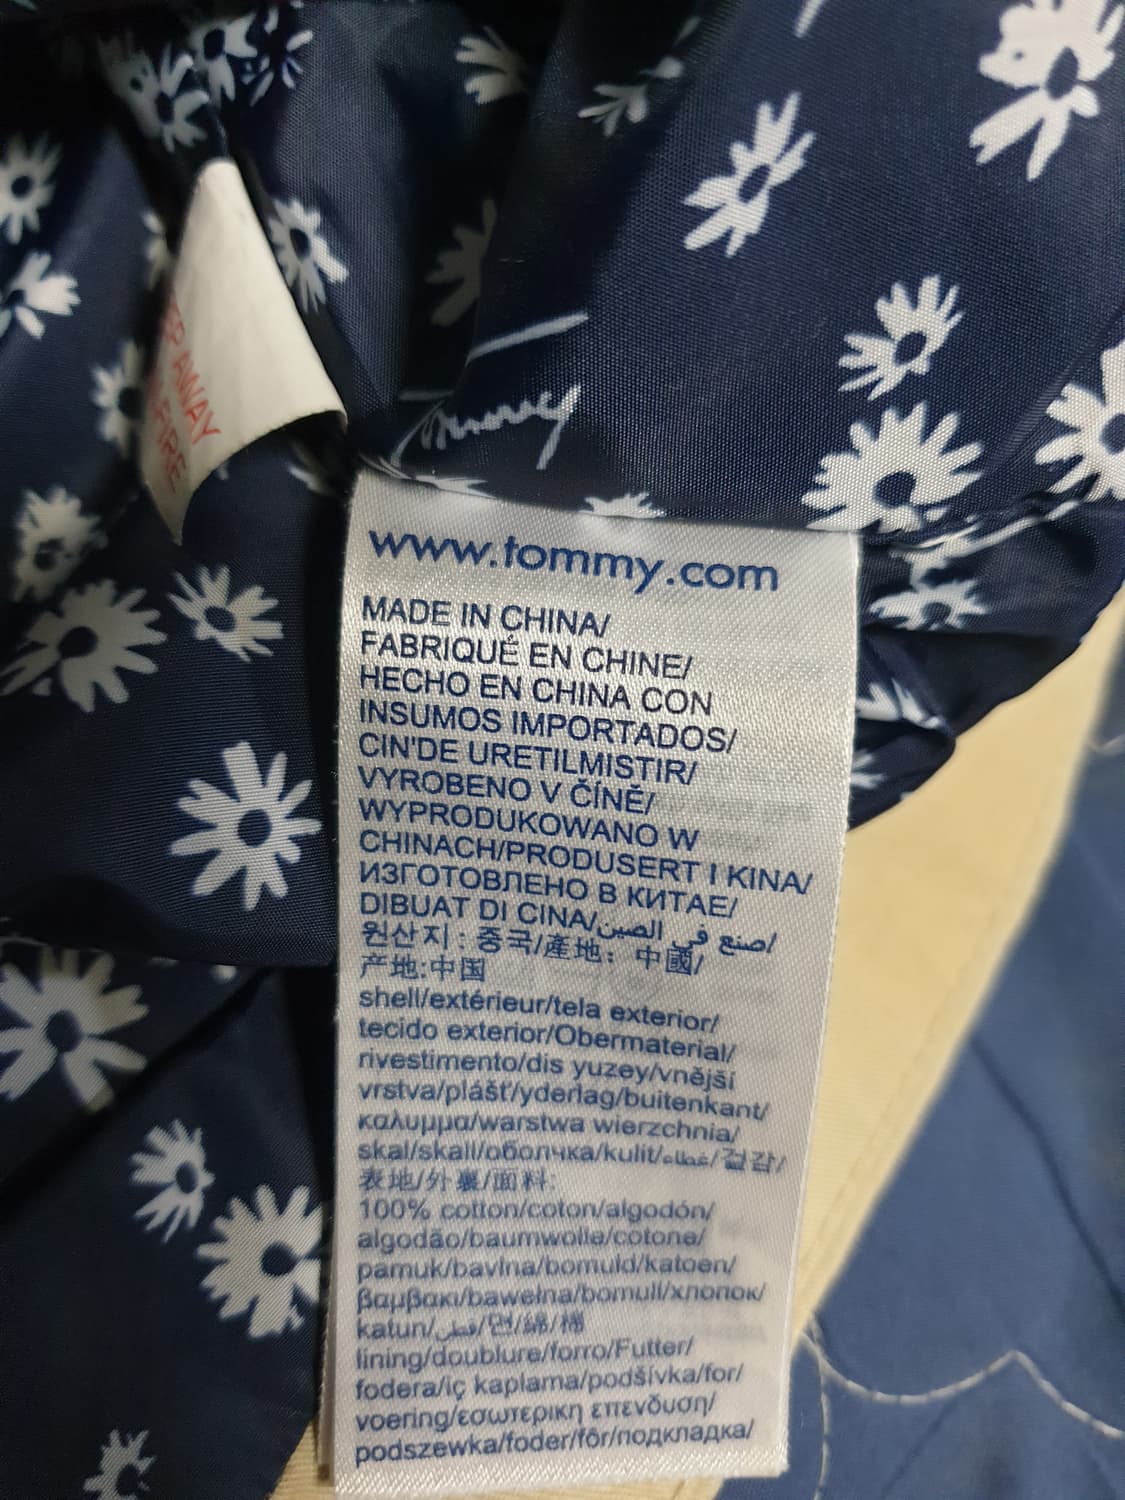 Tommy
AWAY
FIRE
www.tommy.com
MADE IN CHINA/
FABRIQUÉ EN CHINE/
HECHO EN CHINA CON
INSUMOS IMPORTADOS/
CIN'DE URETILMISTIR/
VYROBENO V ČÍNĚ/
WYPRODUKOWANO W
CHINACH/PRODUSERT I KINA/
ИЗГОТОВЛЕНО В КИТАЕ/
DIBUAT DI CINA/صنع في الصين/
원산지: 중국/產地: 中國/
产地:中国
shell/extérieur/tela exterior/
tecido exterior/Obermaterial/
rivestimento/dis yuzey/vnější
vrstva/plášť/yderlag/buitenkant/
καλυμμα/warstwa wierzchnia/
skal/skall/оболчка/kulit/غطاء/겉감/
表地/外裏/面料:
100% cotton/coton/algodón/
algodão/baumwolle/cotone/
pamuk/bavlna/bomuld/katoen/
βαμβακι/bawełna/bomull/хлопок/
katun/قطن/면/綿/棉
lining/doublure/forro/Futter/
fodera/iç kaplama/podšívka/for/
voering/εσωτερικη επενδυση/
podszewka/foder/fôr/подкладка/